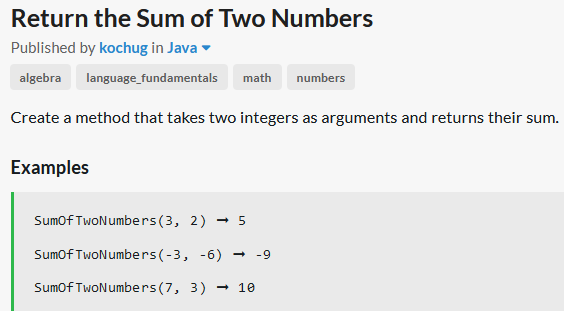 Return the Sum of Two Numbers
Published by kochug in Java
algebra language_fundamentals math numbers
Create a method that takes two integers as arguments and returns their sum.
Examples
SumOfTwoNumbers(3, 2) ➞ 5
SumOfTwoNumbers(-3, -6) ➞ -9
SumOfTwoNumbers(7, 3) ➞ 10